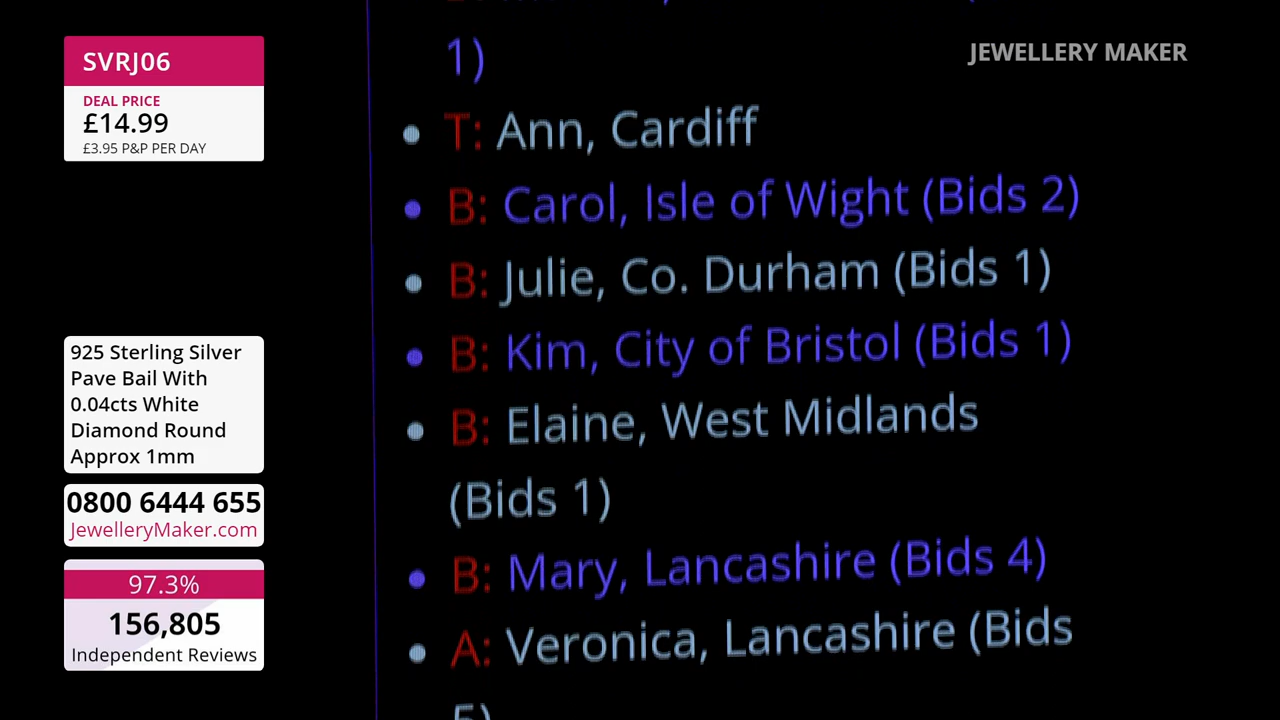 SVRJ06
DEAL PRICE
£14.99
£3.95 P&P PER DAY
925 Sterling Silver
Pave Bail With
0.04cts White
Diamond Round
Approx 1mm
0800 6444 655
JewelleryMaker.com
97.3%
156,805
Independent Reviews
JEWELLERY MAKER
1)
T: Ann, Cardiff
B: Carol, Isle of Wight (Bids 2)
B: Julie, Co. Durham (Bids 1)
B: Kim, City of Bristol (Bids 1)
B: Elaine, West Midlands
(Bids 1)
B: Mary, Lancashire (Bids 4)
A: Veronica, Lancashire (Bids
5)